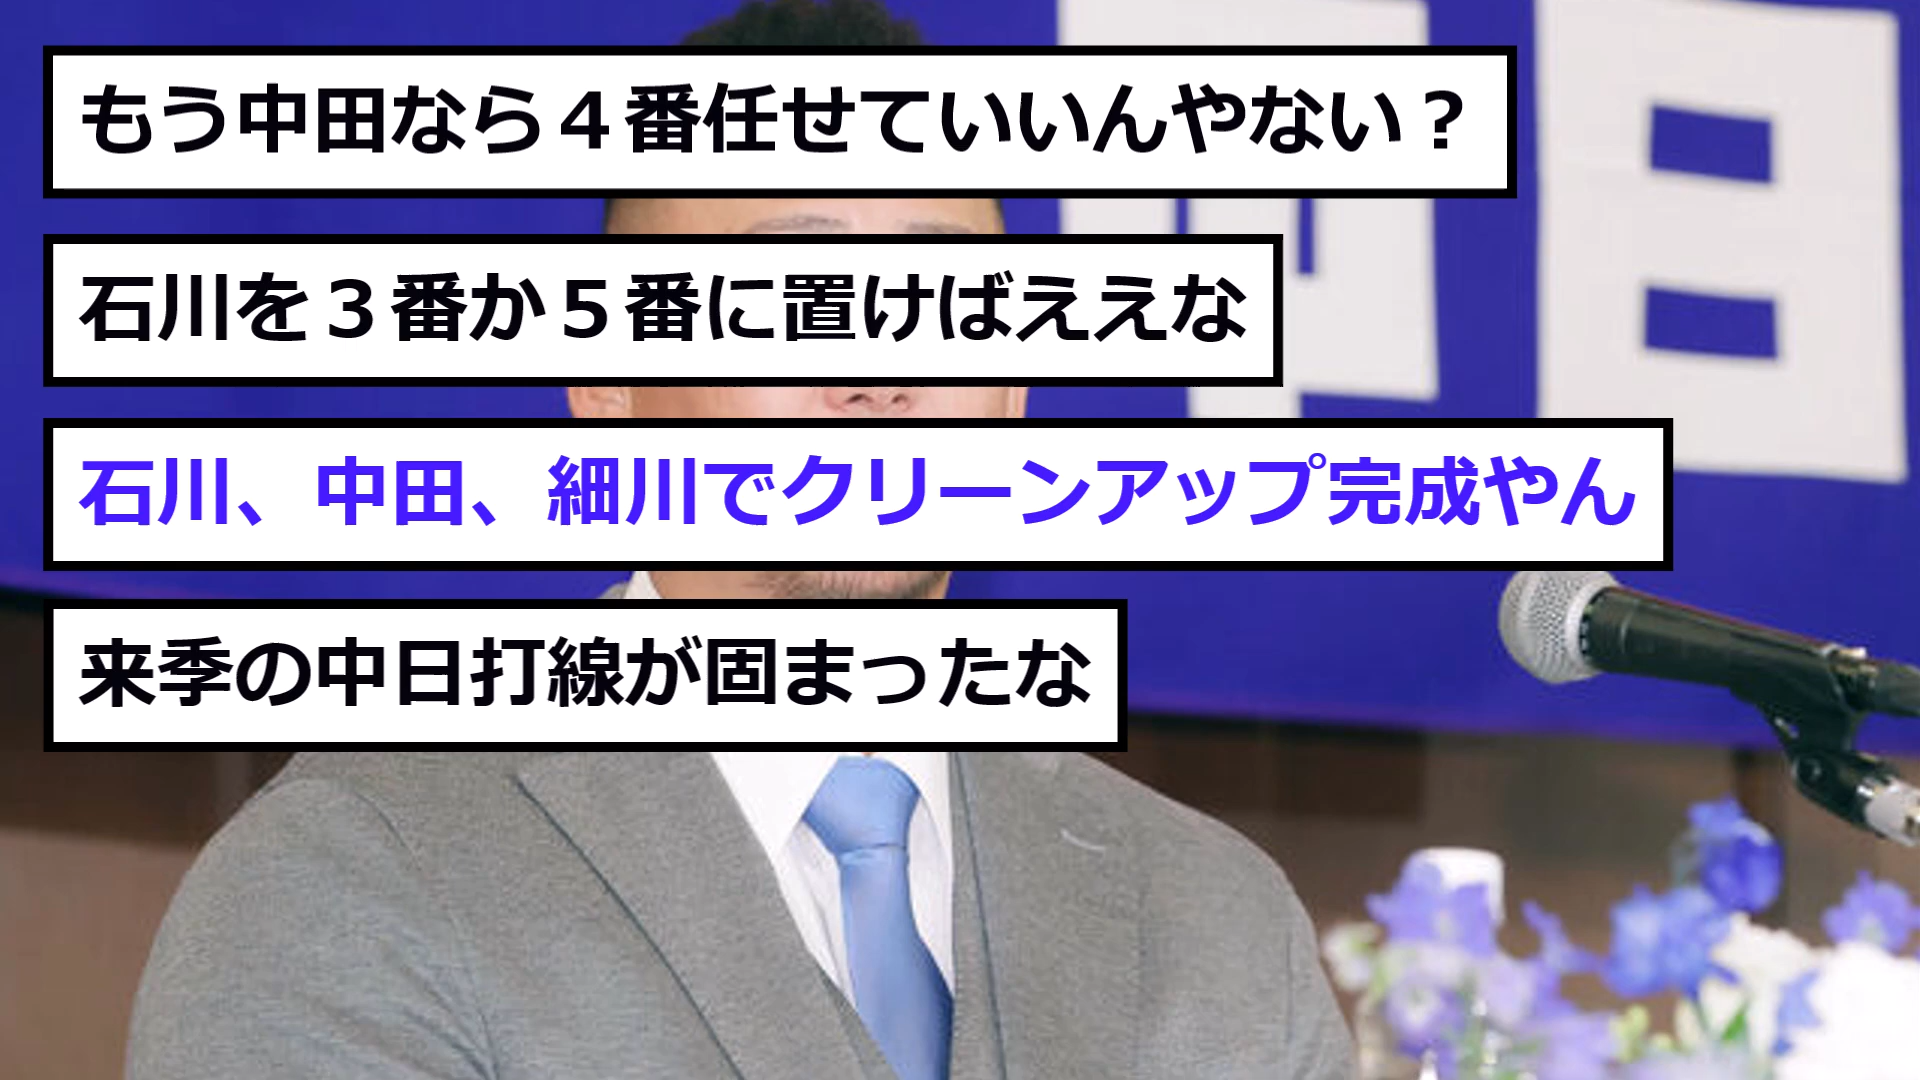 もう中田なら４番任せていいんやない？
石川を３番か５番に置けばええな
石川、中田、細川でクリーンアップ完成やん
来季の中日打線が固まったな
中日